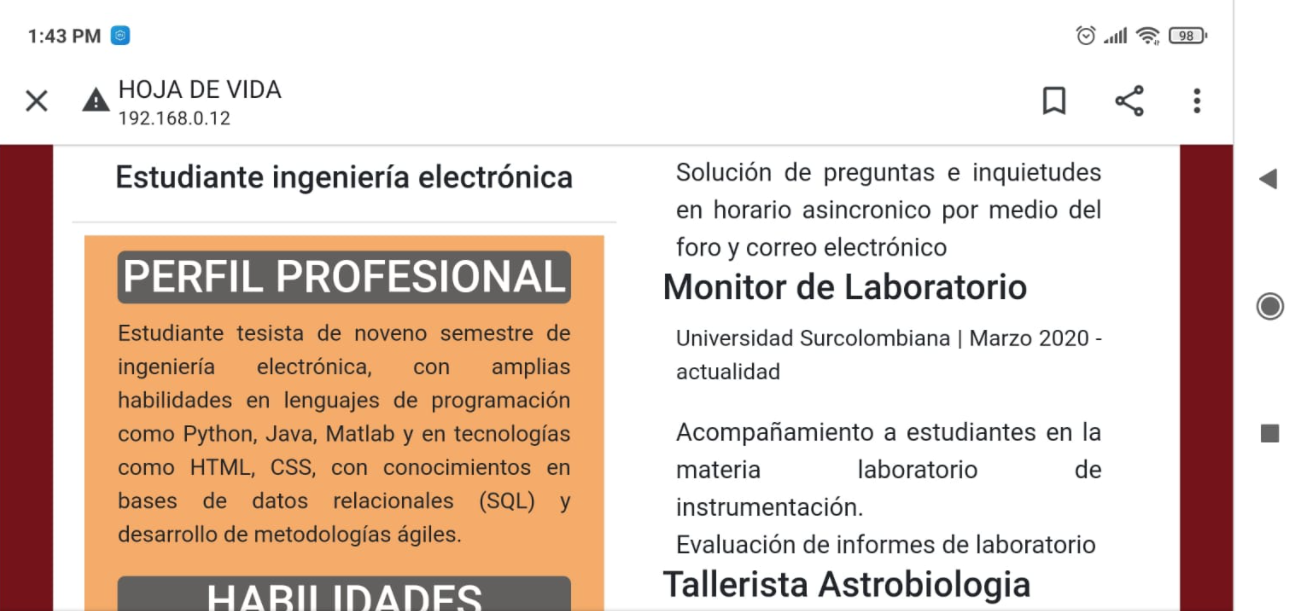 1:43 PM
98
HOJA DE VIDA
192.168.0.12
Estudiante ingeniería electrónica
PERFIL PROFESIONAL
Estudiante tesista de noveno semestre de
ingeniería electrónica, con amplias
habilidades en lenguajes de programación
como Python, Java, Matlab y en tecnologías
como HTML, CSS, con conocimientos en
bases de datos relacionales (SQL) y
desarrollo de metodologías ágiles.
HABILIDADES
Solución de preguntas e inquietudes
en horario asincronico por medio del
foro y correo electrónico
Monitor de Laboratorio
Universidad Surcolombiana | Marzo 2020 -
actualidad
Acompañamiento a estudiantes en la
materia laboratorio de
instrumentación.
Evaluación de informes de laboratorio
Tallerista Astrobiologia